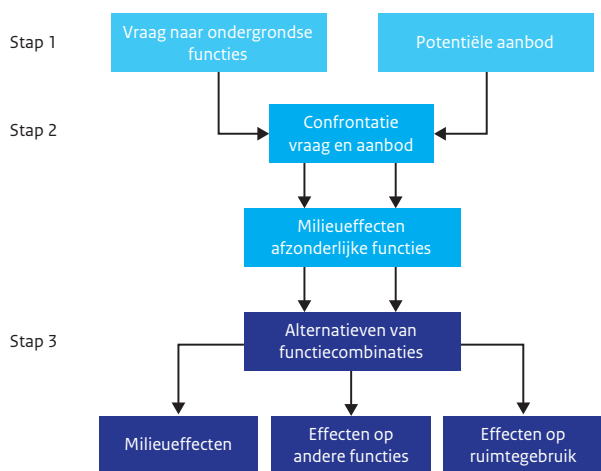 Stap 1
Vraag naar ondergrondse
functies
Potentiële aanbod
Stap 2
Confrontatie
vraag en aanbod
Milieueffecten
afzonderlijke functies
Stap 3
Alternatieven van
functiecombinaties
Milieueffecten
Effecten op
andere functies
Effecten op
ruimtegebruik